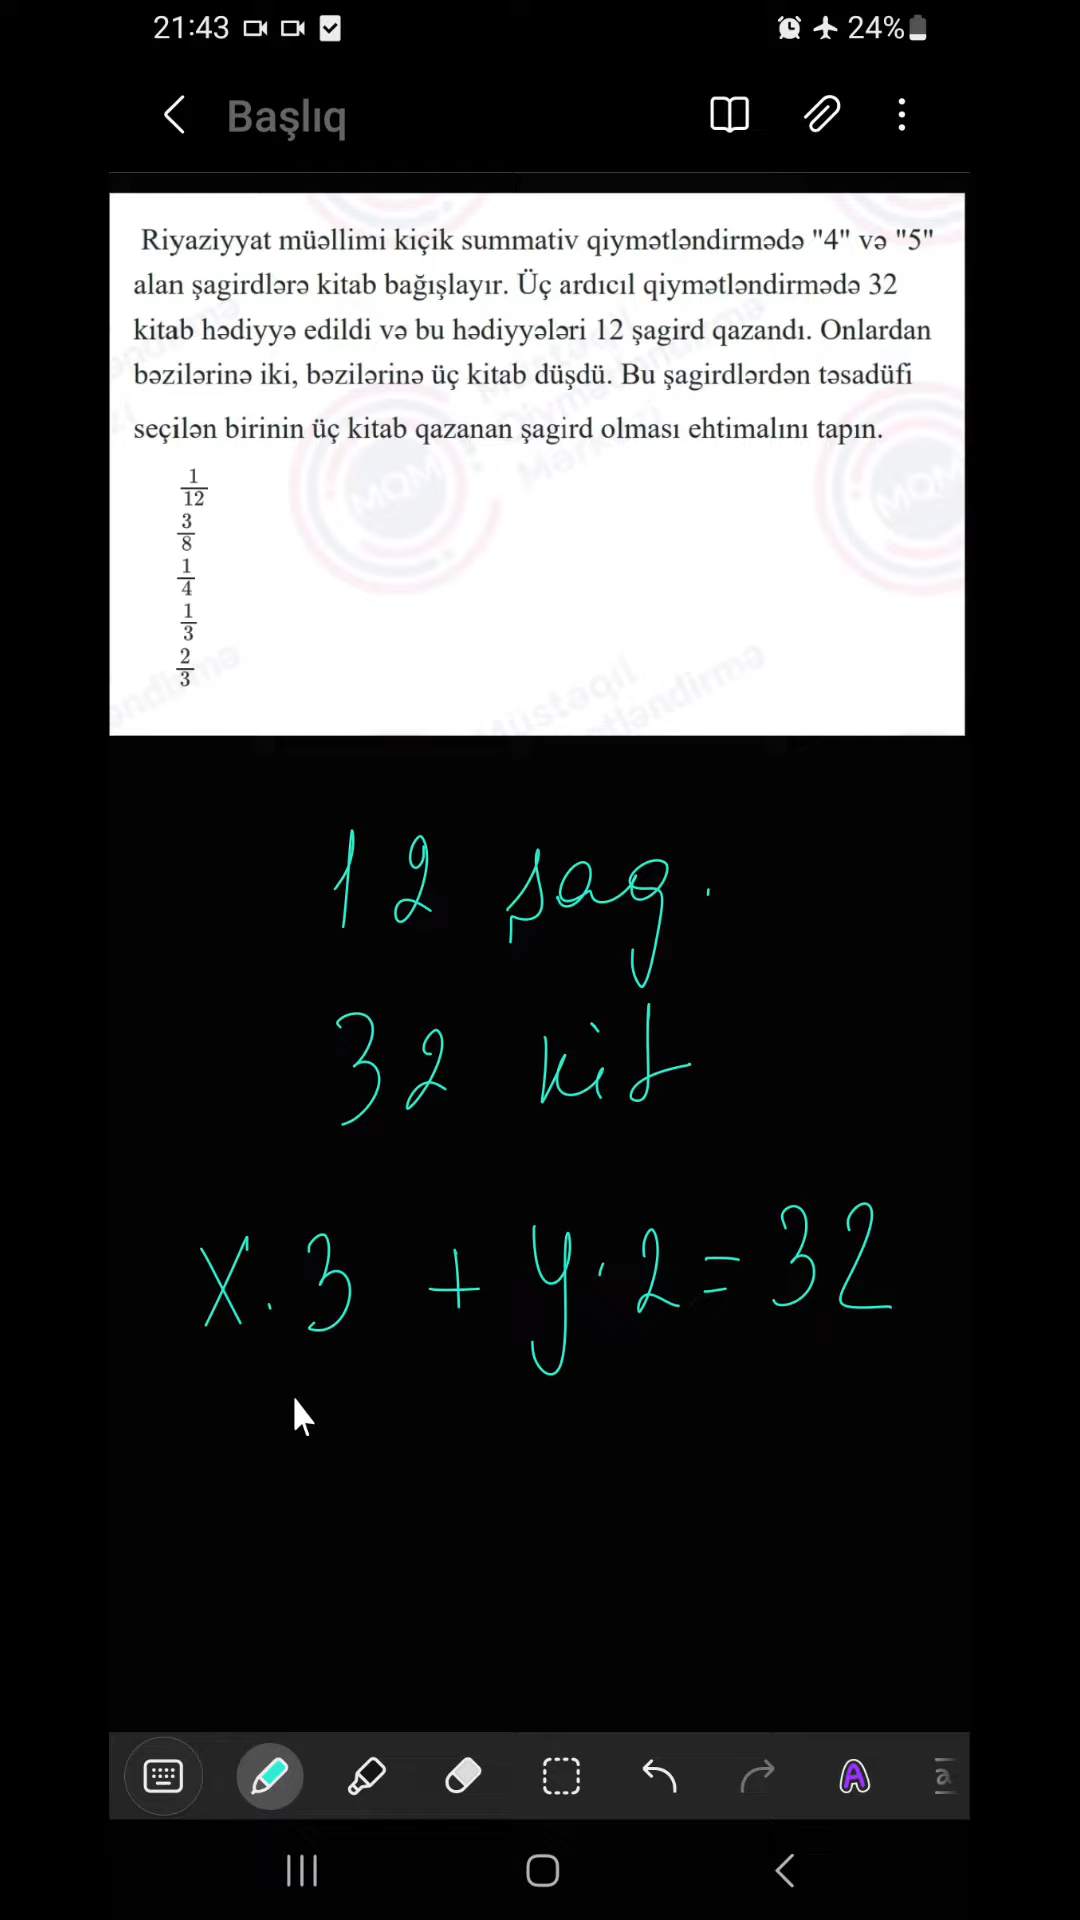 21:43 24%
Başlıq
Riyaziyyat müəllimi kiçik summativ qiymətləndirmədə "4" və "5"
alan şagirdlərə kitab bağışlayır. Üç ardıcıl qiymətləndirmədə 32
kitab hədiyyə edildi və bu hədiyyələri 12 şagird qazandı. Onlardan
bəzilərinə iki, bəzilərinə üç kitab düşdü. Bu şagirdlərdən təsadüfi
seçilən birinin üç kitab qazanan şagird olması ehtimalını tapın.
1/12
3/8
1/4
1/3
2/3
12 şag.
32 kit
x.3 + y.2=32